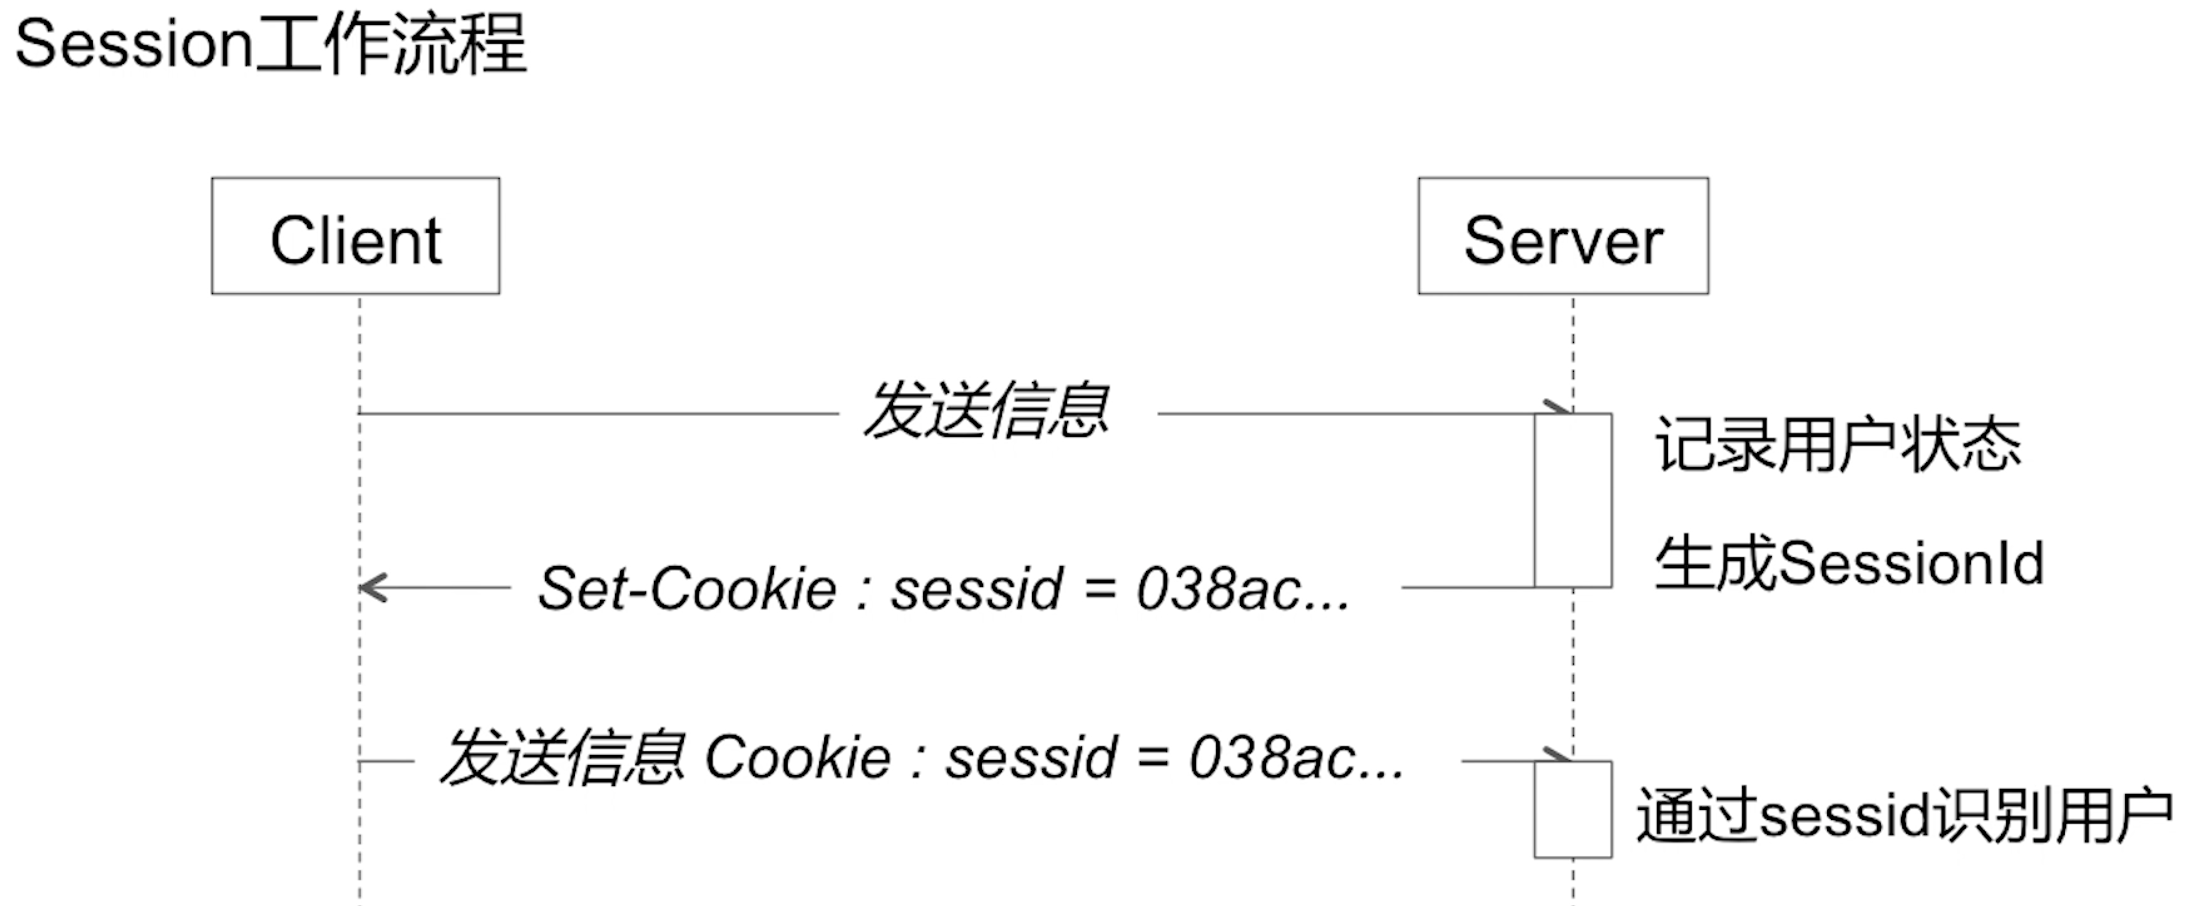 Session工作流程
Client
Server
发送信息
记录用户状态
生成SessionId
Set-Cookie : sessid = 038ac...
发送信息 Cookie : sessid = 038ac...
通过sessid识别用户